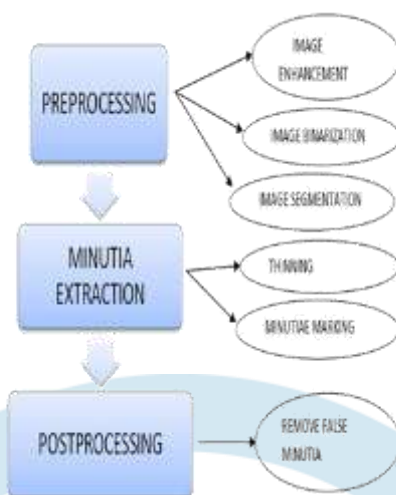 IMAGE
ENHANCEMENT
PREPROCESSING
IMAGE BINARIZATION
IMAGE SEGMENTATION
MINUTIA
EXTRACTION
THINNING
MINUTIAE MARKING
POSTPROCESSING
REMOVE FALSE
MINUTIA